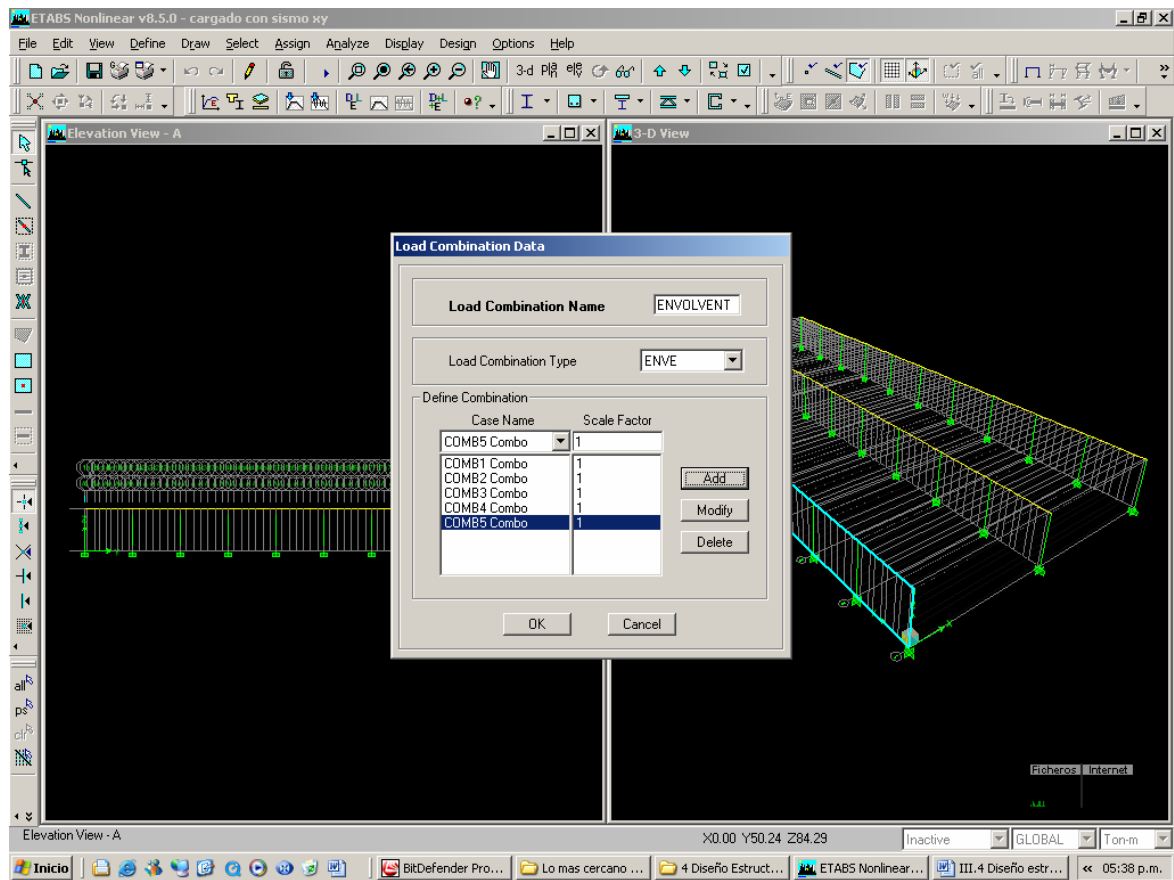 ETABS Nonlinear v8.5.0 - cargado con sismo xy
File Edit View Define Draw Select Assign Analyze Display Design Options Help
3-d
Elevation View - A
3-D View
Load Combination Data
Load Combination Name ENVOLVENT
Load Combination Type ENVE
Define Combination
Case Name Scale Factor
COMB5 Combo 1
COMB1 Combo 1
COMB2 Combo 1
COMB3 Combo 1
COMB4 Combo 1
COMB5 Combo 1
Add
Modify
Delete
OK Cancel
all
ps
clr
Ficheros Internet
Elevation View - A X0.00 Y50.24 Z84.29 Inactive GLOBAL Ton-m
Inicio BitDefender Pro... Lo mas cercano ... 4 Diseño Estruct... ETABS Nonlinear... III.4 Diseño estr... « 05:38 p.m.